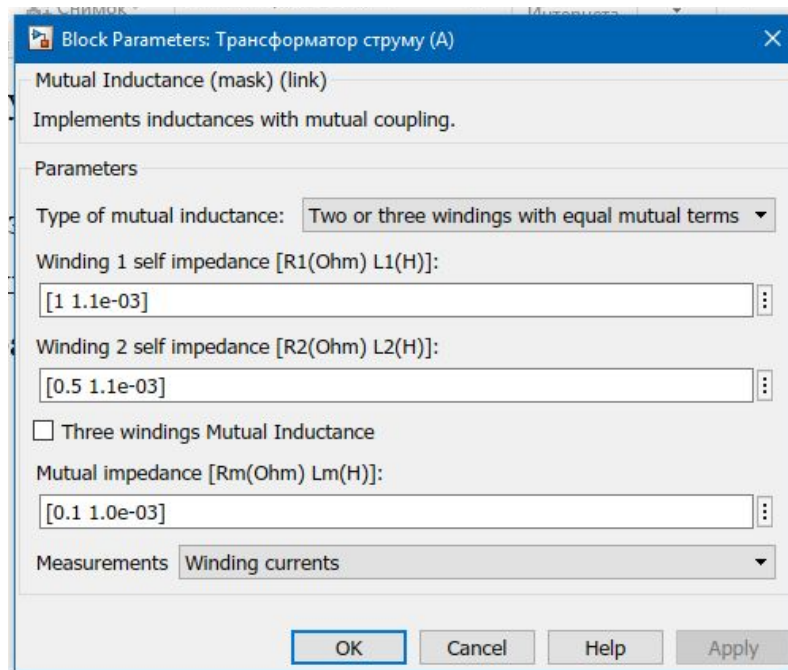 Снимок
Интернета
Block Parameters: Трансформатор струму (А)
Mutual Inductance (mask) (link)
Implements inductances with mutual coupling.
Parameters
Type of mutual inductance: Two or three windings with equal mutual terms
Winding 1 self impedance [R1(Ohm) L1(H)]:
[1 1.1e-03]
Winding 2 self impedance [R2(Ohm) L2(H)]:
[0.5 1.1e-03]
Three windings Mutual Inductance
Mutual impedance [Rm(Ohm) Lm(H)]:
[0.1 1.0e-03]
Measurements Winding currents
OK Cancel Help Apply